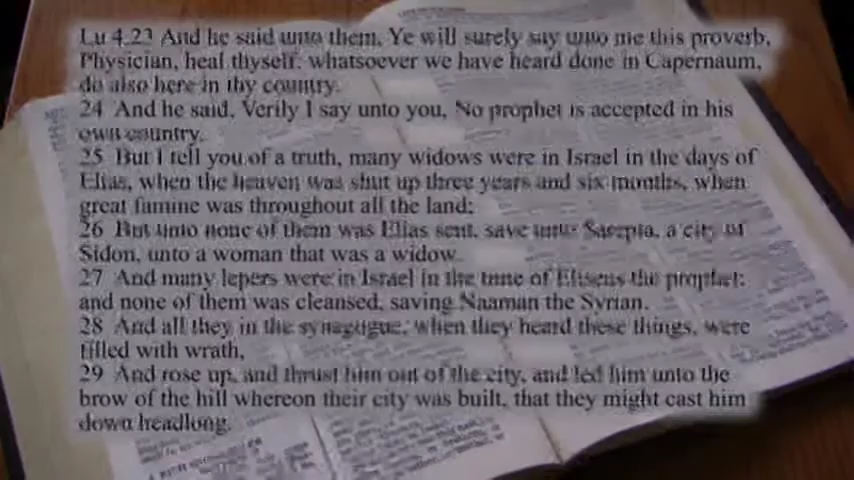 Lu 4.23 And he said unto them, Ye will surely say unto me this proverb,
Physician, heal thyself: whatsoever we have heard done in Capernaum,
do also here in thy country.
24 And he said, Verily I say unto you, No prophet is accepted in his
own country.
25 But I tell you of a truth, many widows were in Israel in the days of
Elias, when the heaven was shut up three years and six months, when
great famine was throughout all the land;
26 But unto none of them was Elias sent, save unto Sarepta, a city of
Sidon, unto a woman that was a widow.
27 And many lepers were in Israel in the time of Eliseus the prophet;
and none of them was cleansed, saving Naaman the Syrian.
28 And all they in the synagogue, when they heard these things, were
filled with wrath,
29 And rose up, and thrust him out of the city, and led him unto the
brow of the hill whereon their city was built, that they might cast him
down headlong.